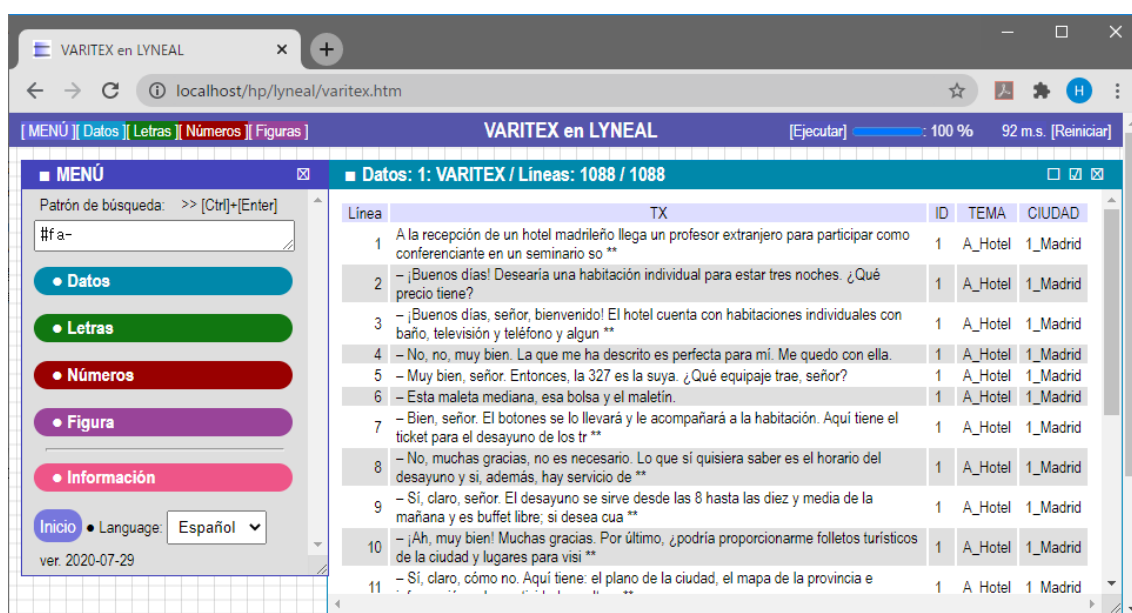 VARITEX en LYNEAL
localhost/hp/lyneal/varitex.htm
H
[ MENÚ ][ Datos ][ Letras ][ Números ][ Figuras ]
VARITEX en LYNEAL
[Ejecutar] : 100 % 92 m.s. [Reiniciar]
■ MENÚ
Patrón de búsqueda: >> [Ctrl]+[Enter]
#fa-
● Datos
● Letras
● Números
● Figura
● Información
Inicio ● Language: Español
ver. 2020-07-29
■ Datos: 1: VARITEX / Líneas: 1088 / 1088
Línea TX ID TEMA CIUDAD
1 A la recepción de un hotel madrileño llega un profesor extranjero para participar como 1 A_Hotel 1_Madrid
conferenciante en un seminario so **
2 – ¡Buenos días! Desearía una habitación individual para estar tres noches. ¿Qué 1 A_Hotel 1_Madrid
precio tiene?
3 – ¡Buenos días, señor, bienvenido! El hotel cuenta con habitaciones individuales con 1 A_Hotel 1_Madrid
baño, televisión y teléfono y algun **
4 – No, no, muy bien. La que me ha descrito es perfecta para mí. Me quedo con ella. 1 A_Hotel 1_Madrid
5 – Muy bien, señor. Entonces, la 327 es la suya. ¿Qué equipaje trae, señor? 1 A_Hotel 1_Madrid
6 – Esta maleta mediana, esa bolsa y el maletín. 1 A_Hotel 1_Madrid
7 – Bien, señor. El botones se lo llevará y le acompañará a la habitación. Aquí tiene el 1 A_Hotel 1_Madrid
ticket para el desayuno de los tr **
8 – No, muchas gracias, no es necesario. Lo que sí quisiera saber es el horario del 1 A_Hotel 1_Madrid
desayuno y si, además, hay servicio de **
9 – Sí, claro, señor. El desayuno se sirve desde las 8 hasta las diez y media de la 1 A_Hotel 1_Madrid
mañana y es buffet libre; si desea cua **
10 – ¡Ah, muy bien! Muchas gracias. Por último, ¿podría proporcionarme folletos turísticos 1 A_Hotel 1_Madrid
de la ciudad y lugares para visi **
11 – Sí, claro, cómo no. Aquí tiene: el plano de la ciudad, el mapa de la provincia e 1 A_Hotel 1_Madrid